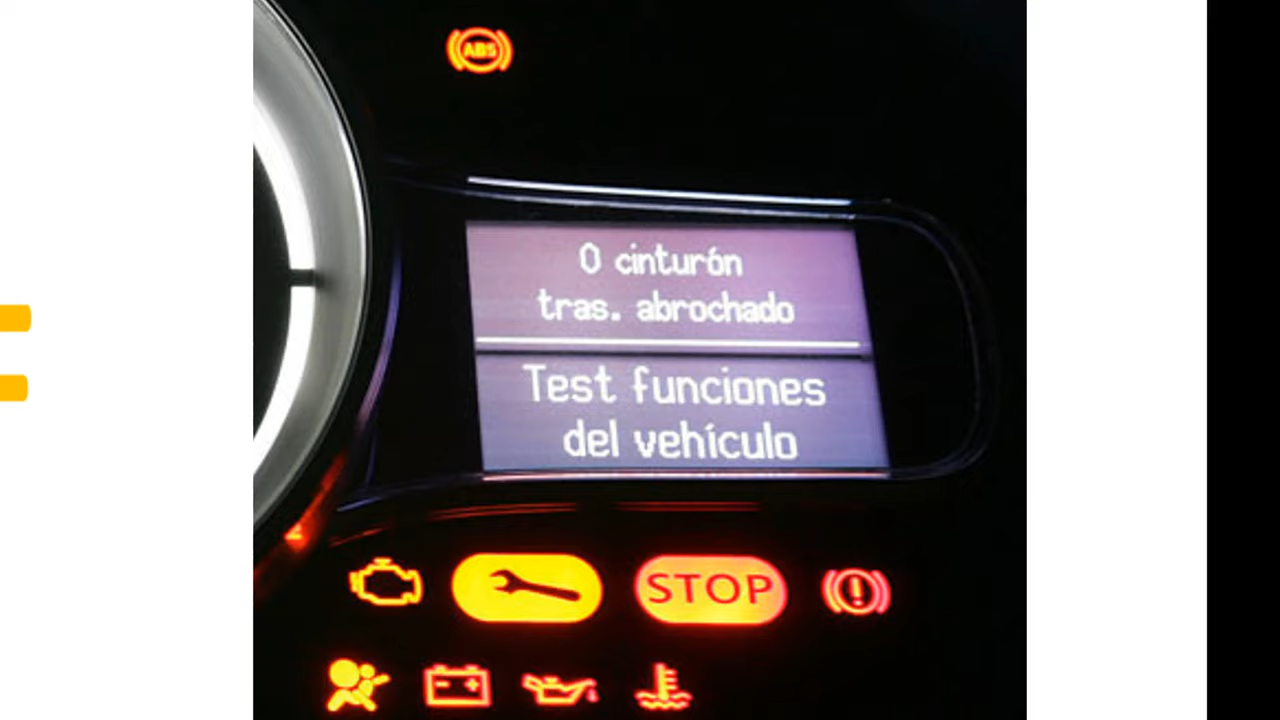 ABS
0 cinturón
tras. abrochado
Test funciones
del vehículo
STOP